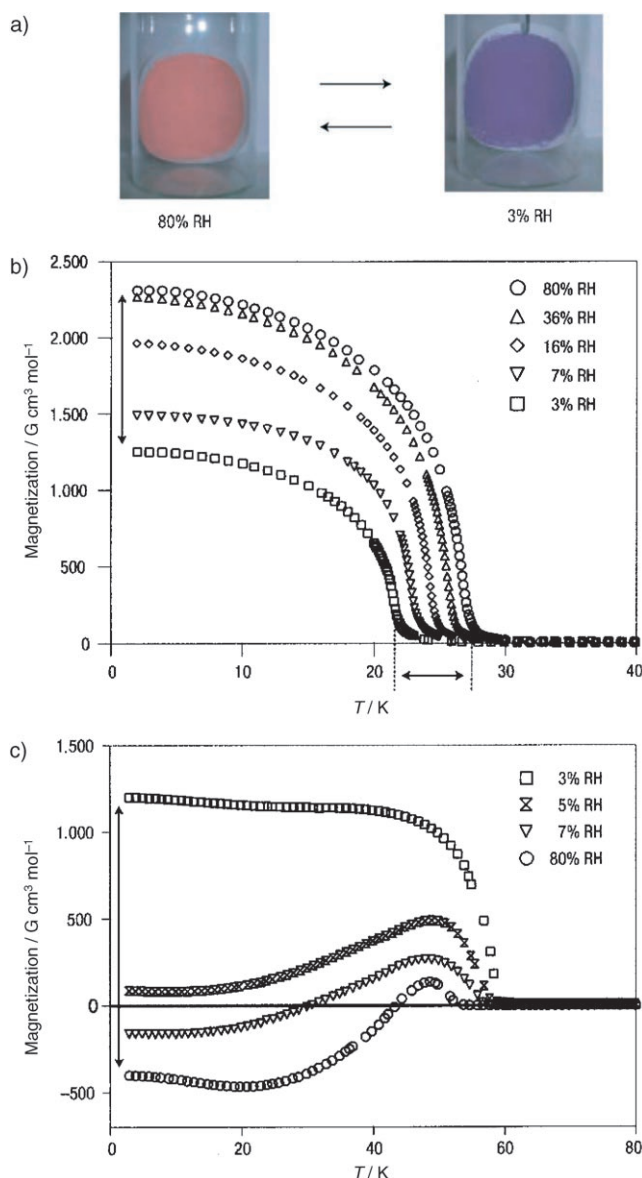 a)
80% RH
3% RH
b)
2.500
2.000
1.500
1.000
500
0
Magnetization / G cm³ mol⁻¹
80% RH
36% RH
16% RH
7% RH
3% RH
0
10
20
30
40
T / K
c)
1.500
1.000
500
0
−500
Magnetization / G cm³ mol⁻¹
3% RH
5% RH
7% RH
80% RH
0
20
40
60
80
T / K